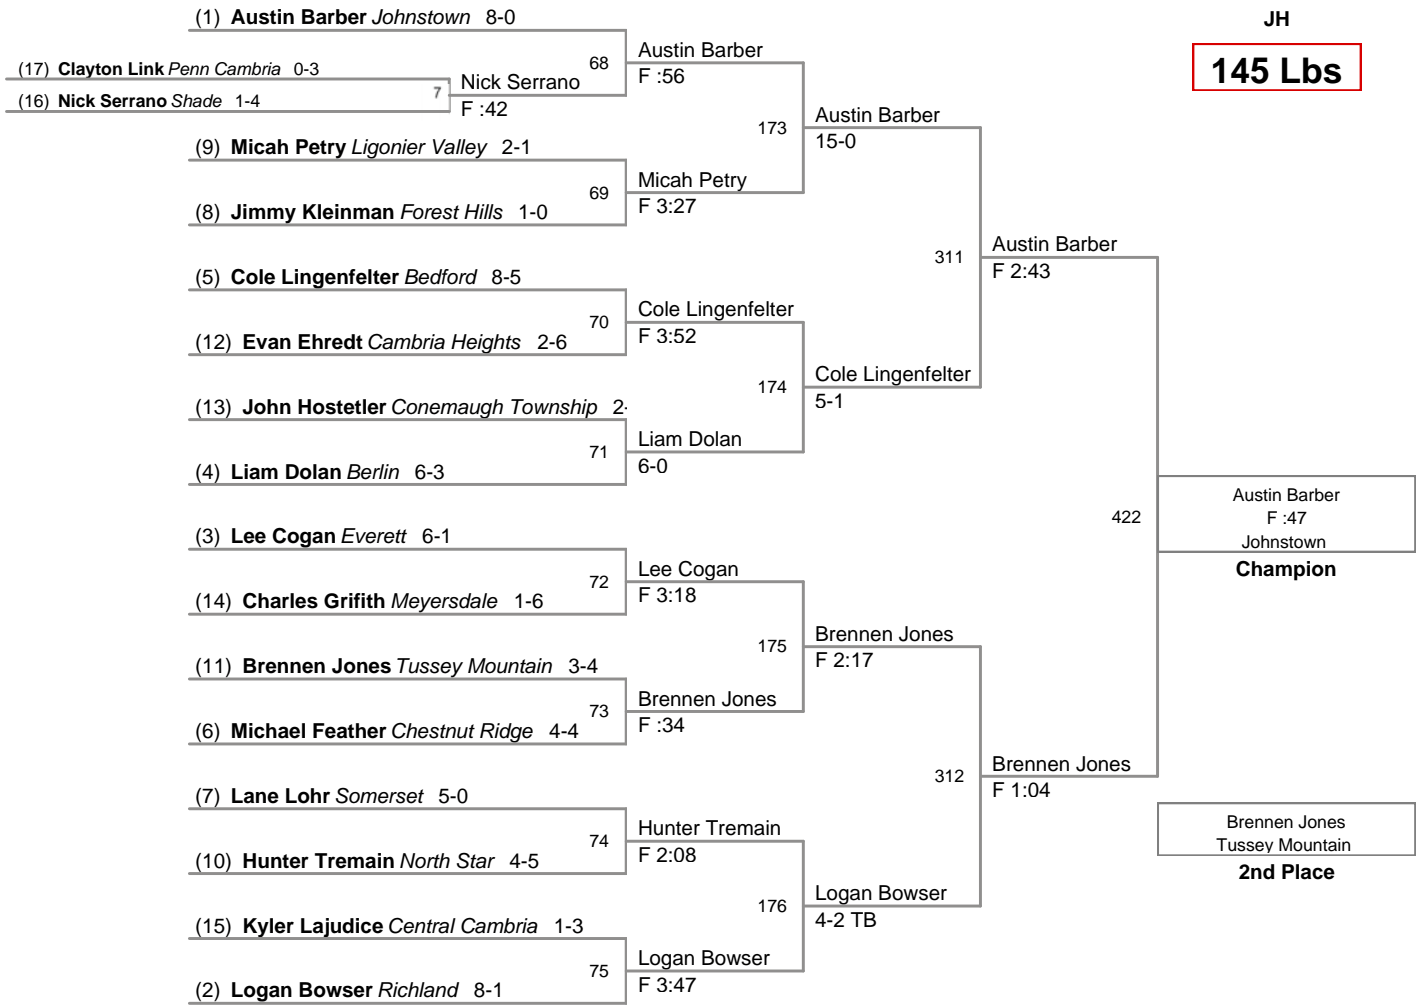 JH
145 Lbs
(1) Austin Barber Johnstown 8-0
(17) Clayton Link Penn Cambria 0-3
(16) Nick Serrano Shade 1-4
7
Nick Serrano
F :42
68
Austin Barber
F :56
(9) Micah Petry Ligonier Valley 2-1
(8) Jimmy Kleinman Forest Hills 1-0
69
Micah Petry
F 3:27
173
Austin Barber
15-0
(5) Cole Lingenfelter Bedford 8-5
(12) Evan Ehredt Cambria Heights 2-6
70
Cole Lingenfelter
F 3:52
(13) John Hostetler Conemaugh Township 2-
(4) Liam Dolan Berlin 6-3
71
Liam Dolan
6-0
174
Cole Lingenfelter
5-1
311
Austin Barber
F 2:43
(3) Lee Cogan Everett 6-1
(14) Charles Grifith Meyersdale 1-6
72
Lee Cogan
F 3:18
(11) Brennen Jones Tussey Mountain 3-4
(6) Michael Feather Chestnut Ridge 4-4
73
Brennen Jones
F :34
175
Brennen Jones
F 2:17
(7) Lane Lohr Somerset 5-0
(10) Hunter Tremain North Star 4-5
74
Hunter Tremain
F 2:08
(15) Kyler Lajudice Central Cambria 1-3
(2) Logan Bowser Richland 8-1
75
Logan Bowser
F 3:47
176
Logan Bowser
4-2 TB
312
Brennen Jones
F 1:04
422
Austin Barber
F :47
Johnstown
Champion
Brennen Jones
Tussey Mountain
2nd Place